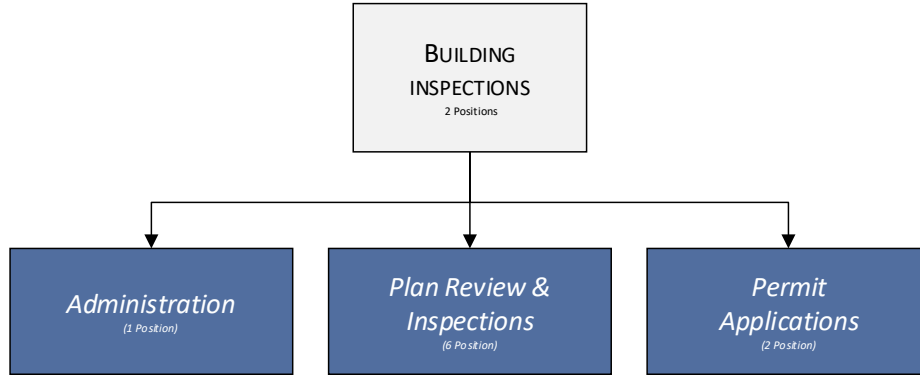 BUILDING
INSPECTIONS
2 Positions
Administration
(1 Position)
Plan Review &
Inspections
(6 Position)
Permit
Applications
(2 Position)